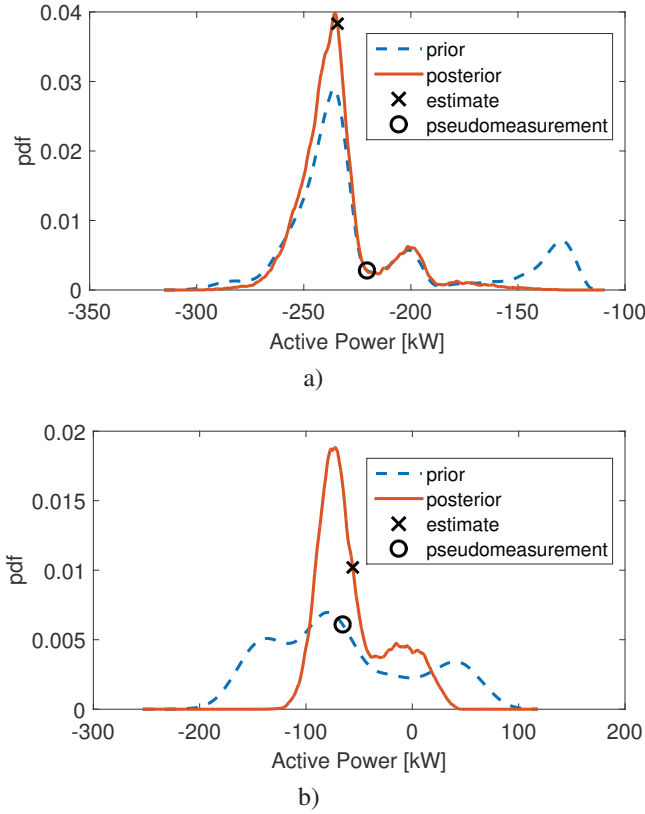 0.04
0.03
0.02
0.01
0
pdf
prior
posterior
estimate
pseudomeasurement
-350 -300 -250 -200 -150 -100
Active Power [kW]
a)
0.02
0.015
0.01
0.005
0
pdf
prior
posterior
estimate
pseudomeasurement
-300 -200 -100 0 100 200
Active Power [kW]
b)